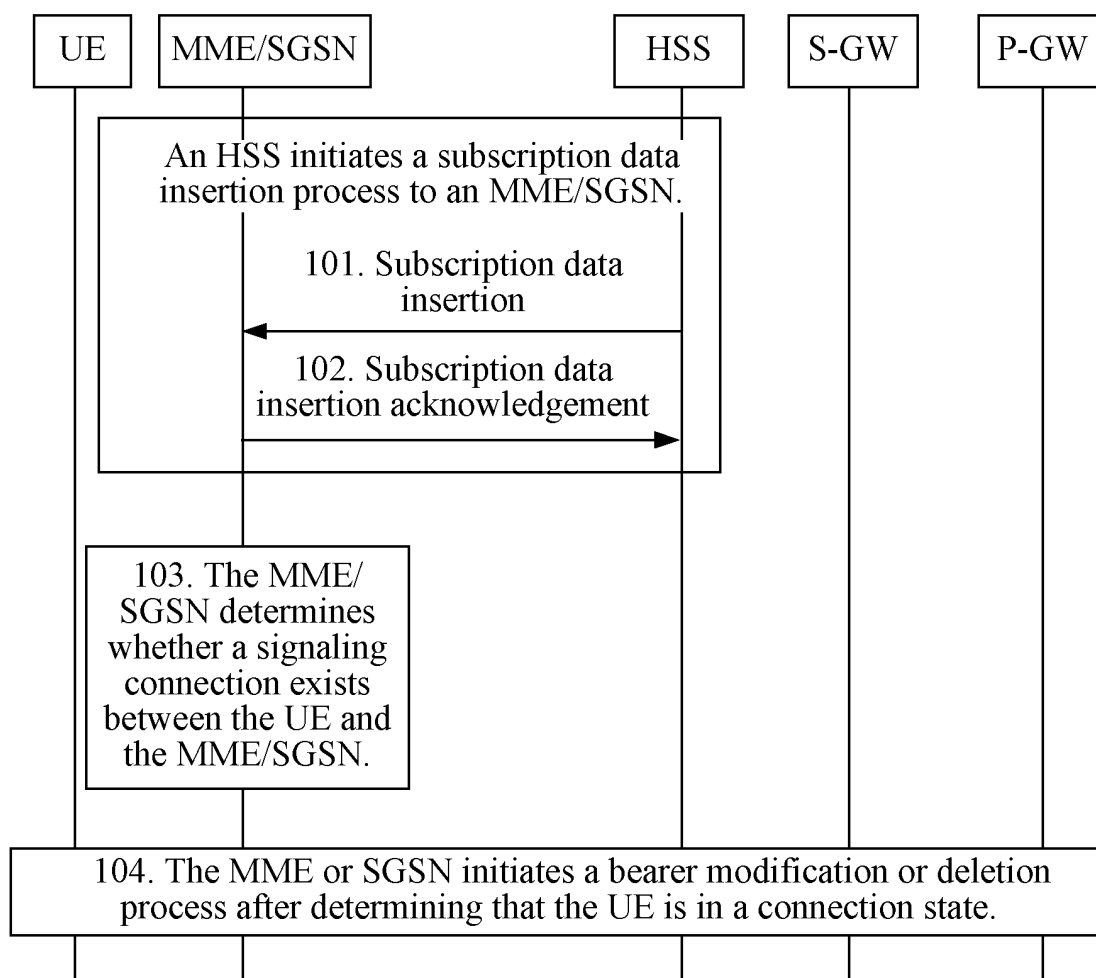 UE
MME/SGSN
HSS
S-GW
P-GW
An HSS initiates a subscription data
insertion process to an MME/SGSN.
101. Subscription data
insertion
102. Subscription data
insertion acknowledgement
103. The MME/
SGSN determines
whether a signaling
connection exists
between the UE and
the MME/SGSN.
104. The MME or SGSN initiates a bearer modification or deletion
process after determining that the UE is in a connection state.